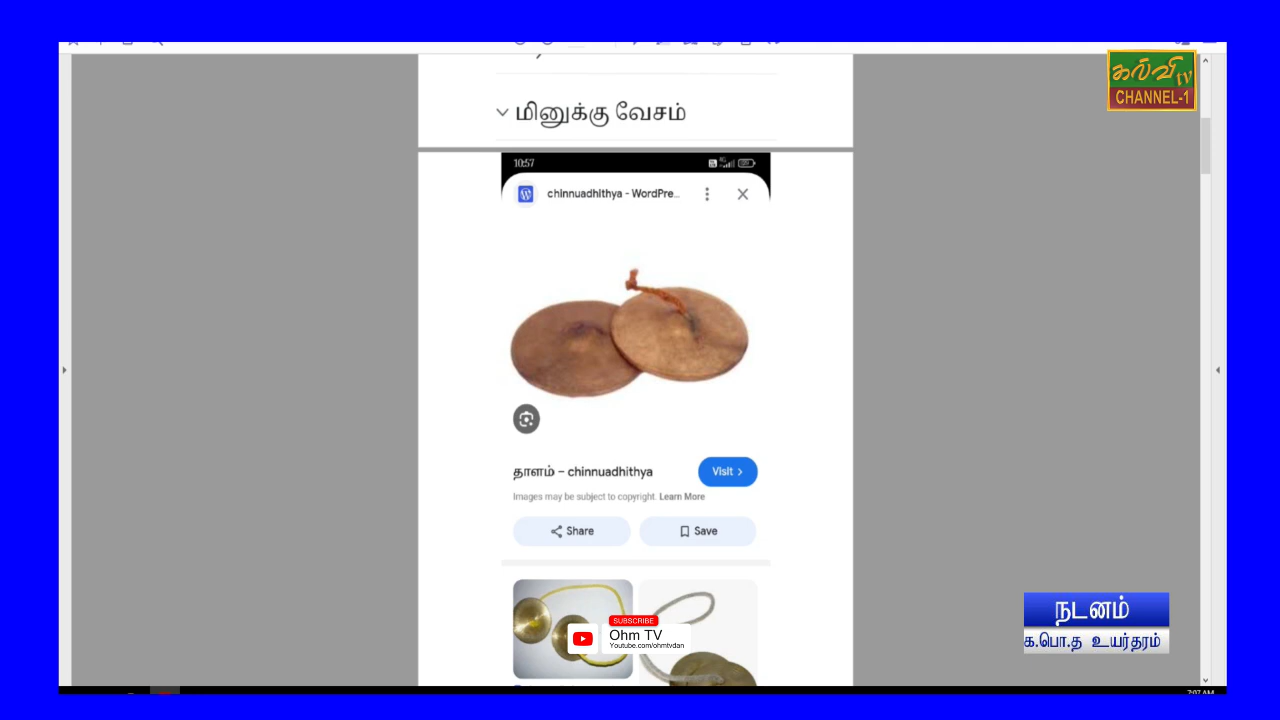 கல்வி TV
CHANNEL-1
மினுக்கு வேசம்
10:57
chinnuadhithya - WordPre...
தாளம் – chinnuadhithya
Visit >
Images may be subject to copyright. Learn More
Share
Save
SUBSCRIBE
Ohm TV
Youtube.com/ohmtvdan
நடனம்
க.பொ.த உயர்தரம்